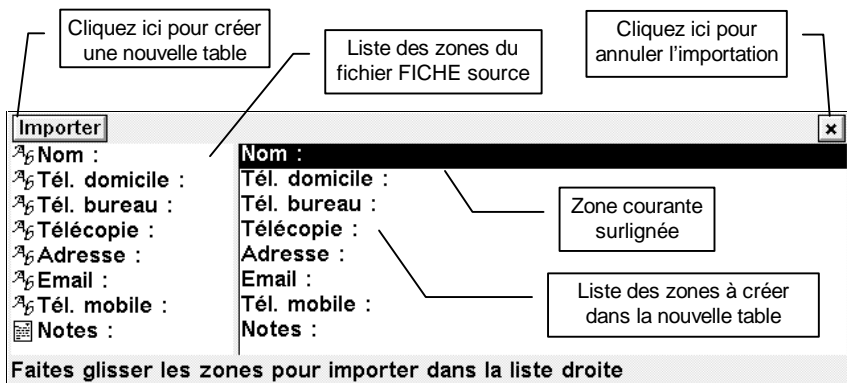 Cliquez ici pour créer
une nouvelle table
Liste des zones du
fichier FICHE source
Cliquez ici pour
annuler l'importation
Importer
Nom :
Tél. domicile :
Tél. bureau :
Télécopie :
Adresse :
Email :
Tél. mobile :
Notes :
Nom :
Tél. domicile :
Tél. bureau :
Télécopie :
Adresse :
Email :
Tél. mobile :
Notes :
Zone courante
surlignée
Liste des zones à créer
dans la nouvelle table
Faites glisser les zones pour importer dans la liste droite